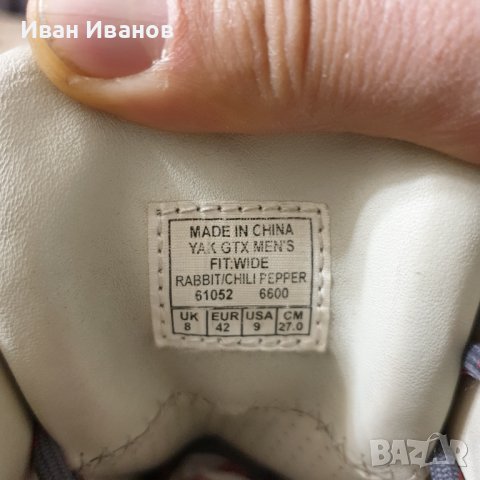 Иван Иванов
MADE IN CHINA
YAK GTX MEN'S
FIT:WIDE
RABBIT/CHILI PEPPER
61052 6600
UK EUR USA CM
8 42 9 27.0
BAZAR